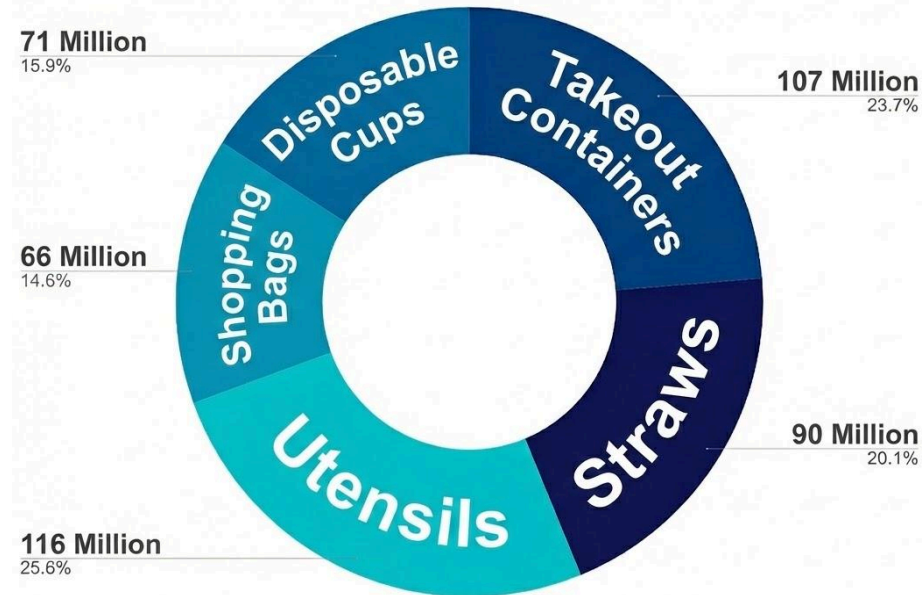 71 Million
15.9%
Disposable
Cups
Takeout
Containers
107 Million
23.7%
66 Million
14.6%
Shopping
Bags
Straws
90 Million
20.1%
Utensils
116 Million
25.6%